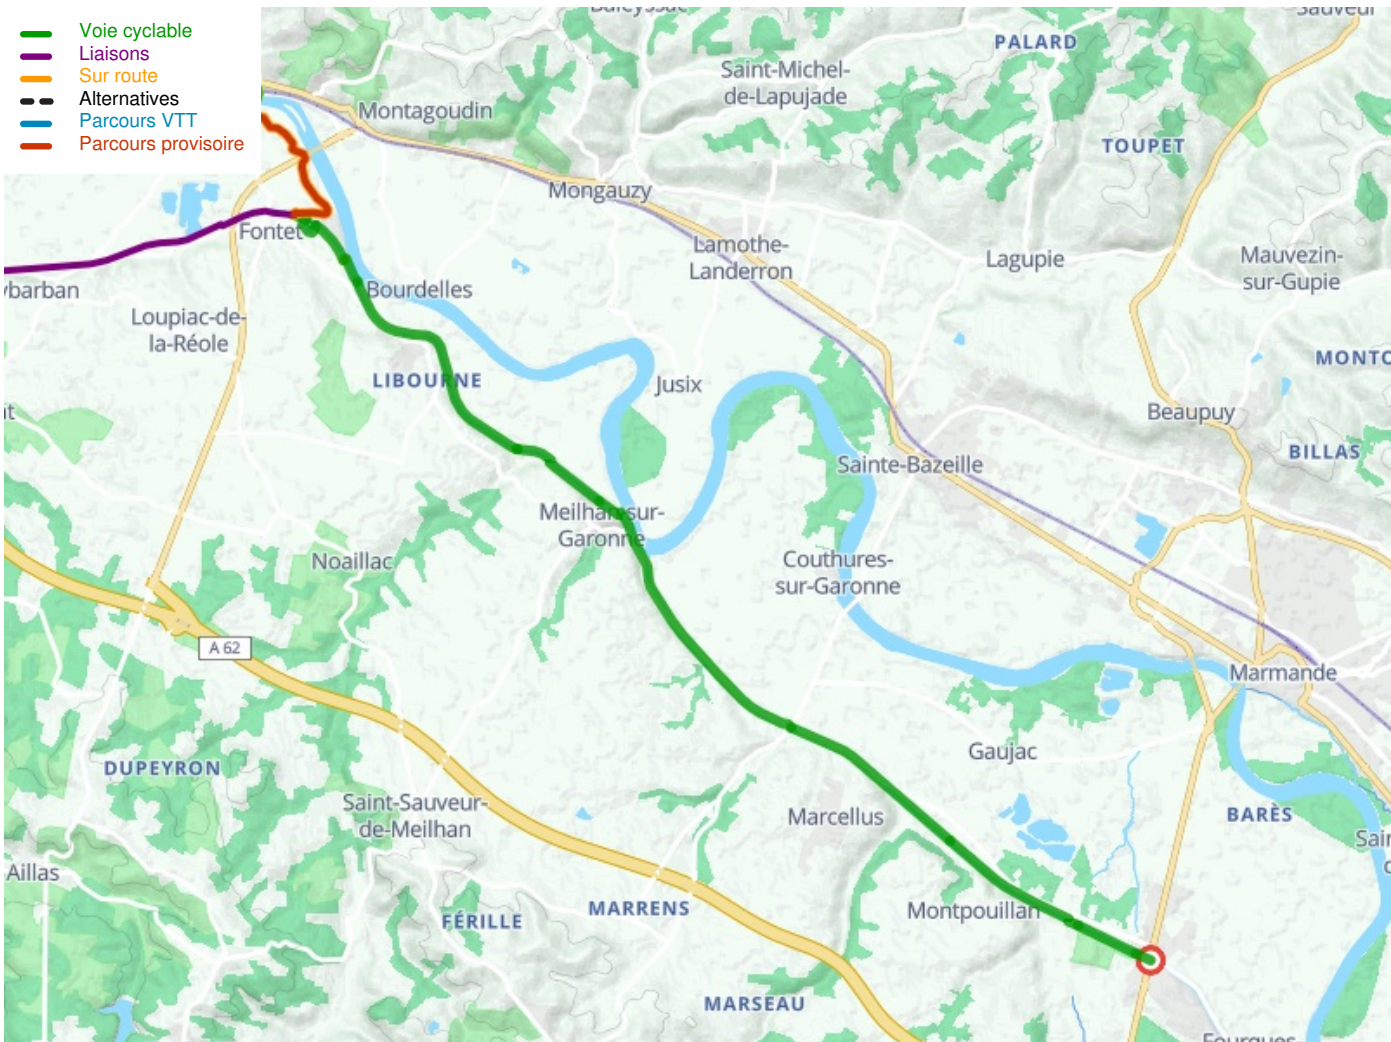 Voie cyclable
Liaisons
Sur route
Alternatives
Parcours VTT
Parcours provisoire
PALARD
Saint-Michel-
de-Lapujade
Montagoudin
TOUPET
Mongauzy
Fontet
Lamothe-
Landerron
Lagupie
Mauvezin-
sur-Gupie
ybarban
Bourdelles
Loupiac-de-
la-Réole
MONTO
LIBOURNE
Jusix
Beaupuy
BILLAS
Sainte-Bazeille
Meilhan-sur-
Garonne
Noaillac
Couthures-
sur-Garonne
A 62
Marmande
Gaujac
DUPEYRON
Saint-Sauveur-
de-Meilhan
Marcellus
BARÈS
Aillas
FÉRILLE
MARRENS
Montpouillan
MARSEAU